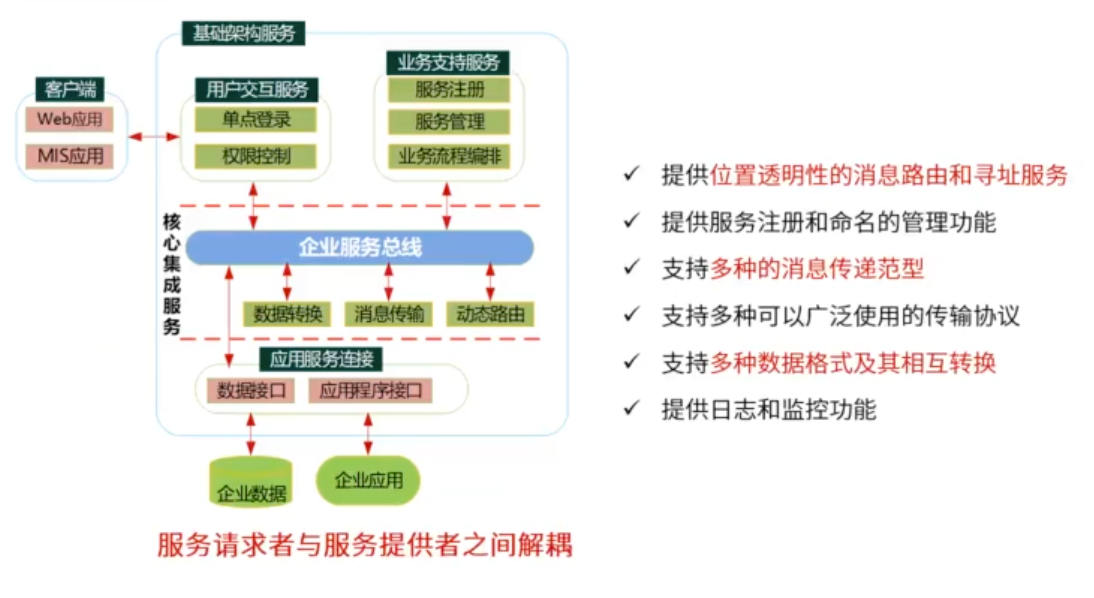 基础架构服务
客户端
Web应用
MIS应用
用户交互服务
单点登录
权限控制
业务支持服务
服务注册
服务管理
业务流程编排
核心集成服务
企业服务总线
数据转换
消息传输
动态路由
应用服务连接
数据接口
应用程序接口
企业数据
企业应用
服务请求者与服务提供者之间解耦
✓ 提供位置透明性的消息路由和寻址服务
✓ 提供服务注册和命名的管理功能
✓ 支持多种的消息传递范型
✓ 支持多种可以广泛使用的传输协议
✓ 支持多种数据格式及其相互转换
✓ 提供日志和监控功能